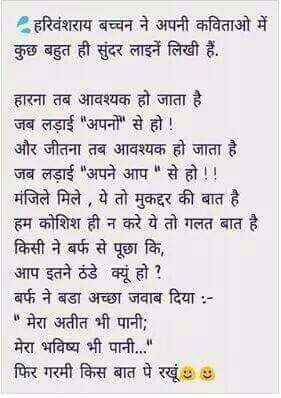 💦हरिवंशराय बच्चन ने अपनी कविताओ में
कुछ बहुत ही सुंदर लाइनें लिखी हैं.
हारना तब आवश्यक हो जाता है
जब लड़ाई "अपनों" से हो !
और जीतना तब आवश्यक हो जाता है
जब लड़ाई "अपने आप " से हो ! !
मंजिले मिले , ये तो मुकद्दर की बात है
हम कोशिश ही न करे ये तो गलत बात है
किसी ने बर्फ से पूछा कि,
आप इतने ठंडे क्यूं हो ?
बर्फ ने बडा अच्छा जवाब दिया :-
" मेरा अतीत भी पानी;
मेरा भविष्य भी पानी..."
फिर गरमी किस बात पे रखूं😊😊